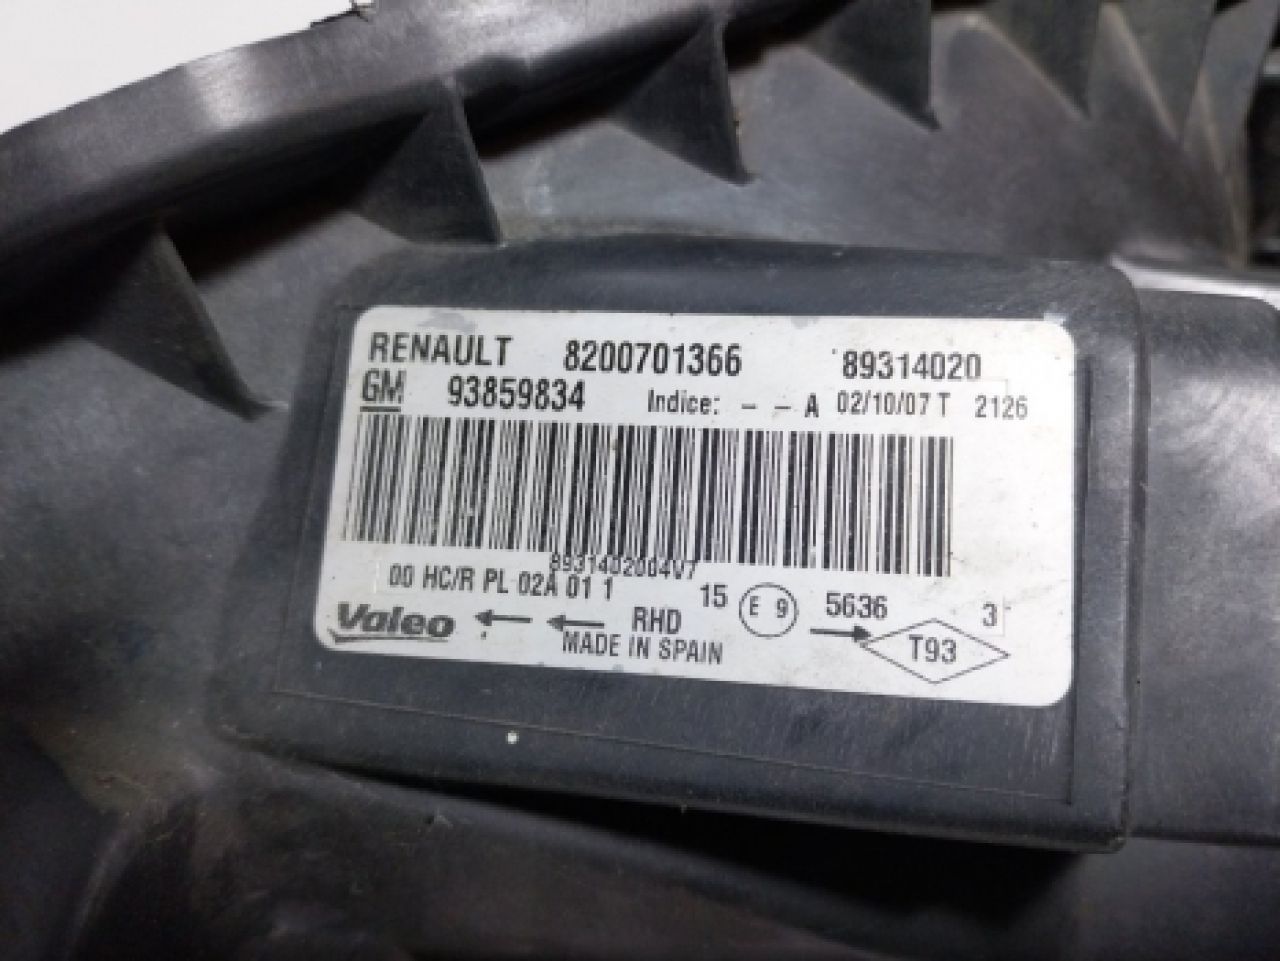 RENAULT 8200701366 89314020
GM 93859834 Indice: - - A 02/10/07 T 2126
8931402004V7
00 HC/R PL 02A 01 1 15 E 9 5636 3
Valeo ← ← RHD → T93
MADE IN SPAIN